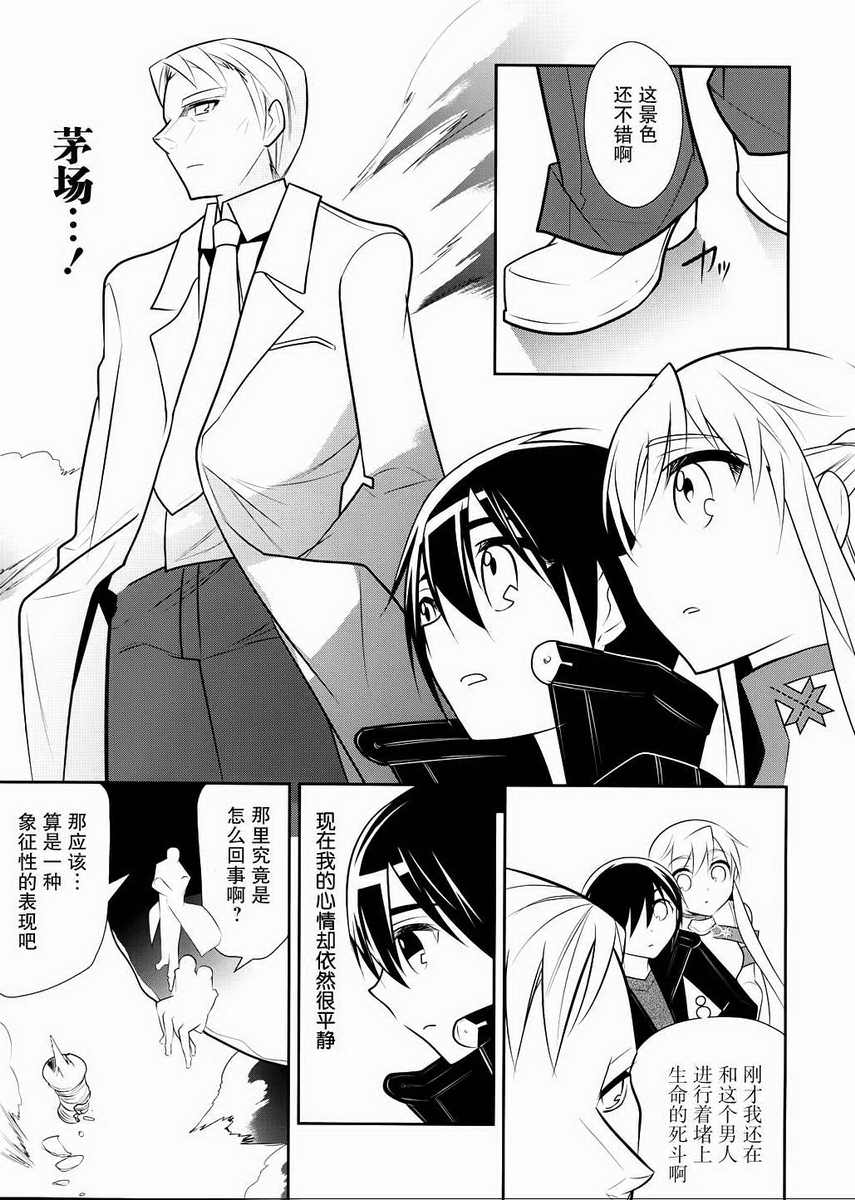 这景色
还不错啊
ガッ
茅场…！
刚才我还在
和这个男人
进行着堵上
生命的死斗啊
现在我的心情却依然很平静
那里究竟是
怎么回事啊？
那应该…
算是一种
象征性的表现吧